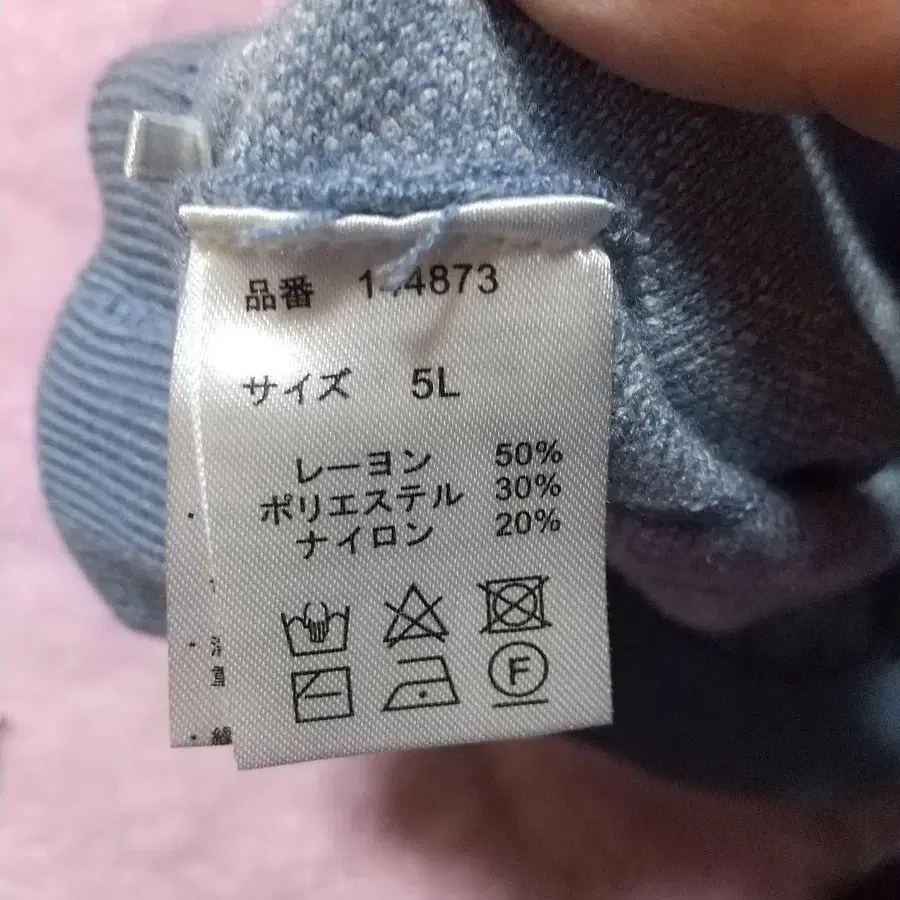 品番
サイズ 5L
レーヨン 50%
ポリエステル 30%
ナイロン 20%
F